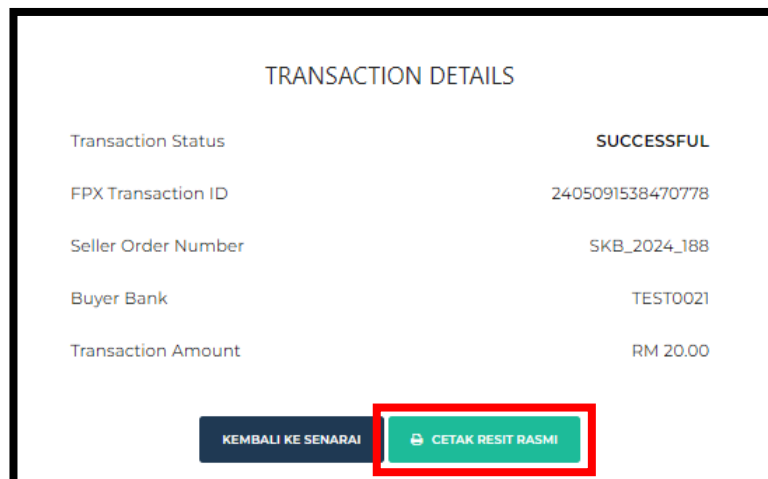 TRANSACTION DETAILS
Transaction Status SUCCESSFUL
FPX Transaction ID 2405091538470778
Seller Order Number SKB_2024_188
Buyer Bank TEST0021
Transaction Amount RM 20.00
KEMBALI KE SENARAI CETAK RESIT RASMI